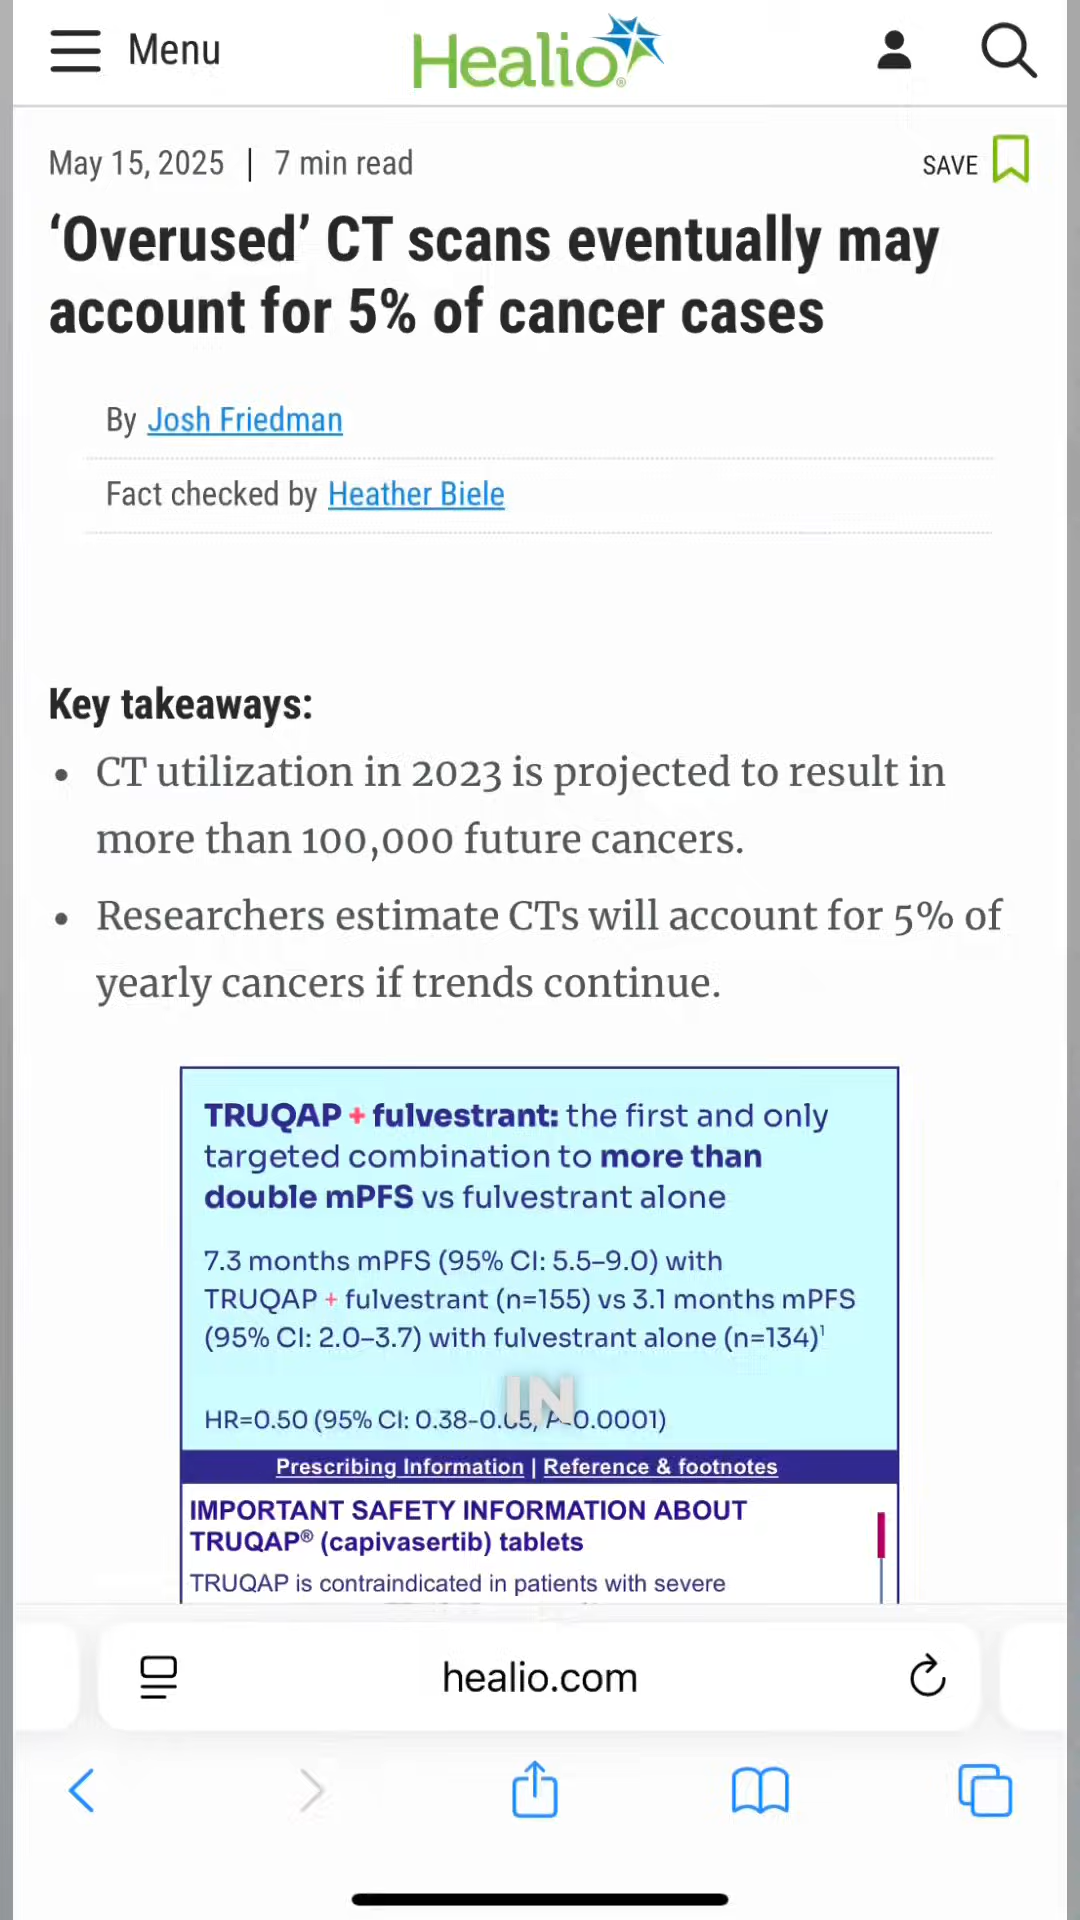 Menu
Healio®
May 15, 2025 | 7 min read
SAVE
‘Overused’ CT scans eventually may
account for 5% of cancer cases
By Josh Friedman
Fact checked by Heather Biele
Key takeaways:
• CT utilization in 2023 is projected to result in
more than 100,000 future cancers.
• Researchers estimate CTs will account for 5% of
yearly cancers if trends continue.
TRUQAP + fulvestrant: the first and only
targeted combination to more than
double mPFS vs fulvestrant alone
7.3 months mPFS (95% CI: 5.5–9.0) with
TRUQAP + fulvestrant (n=155) vs 3.1 months mPFS
(95% CI: 2.0–3.7) with fulvestrant alone (n=134)¹
IN
HR=0.50 (95% CI:
Prescribing Information | Reference & footnotes
IMPORTANT SAFETY INFORMATION ABOUT
TRUQAP® (capivasertib) tablets
TRUQAP is contraindicated in patients with severe
healio.com